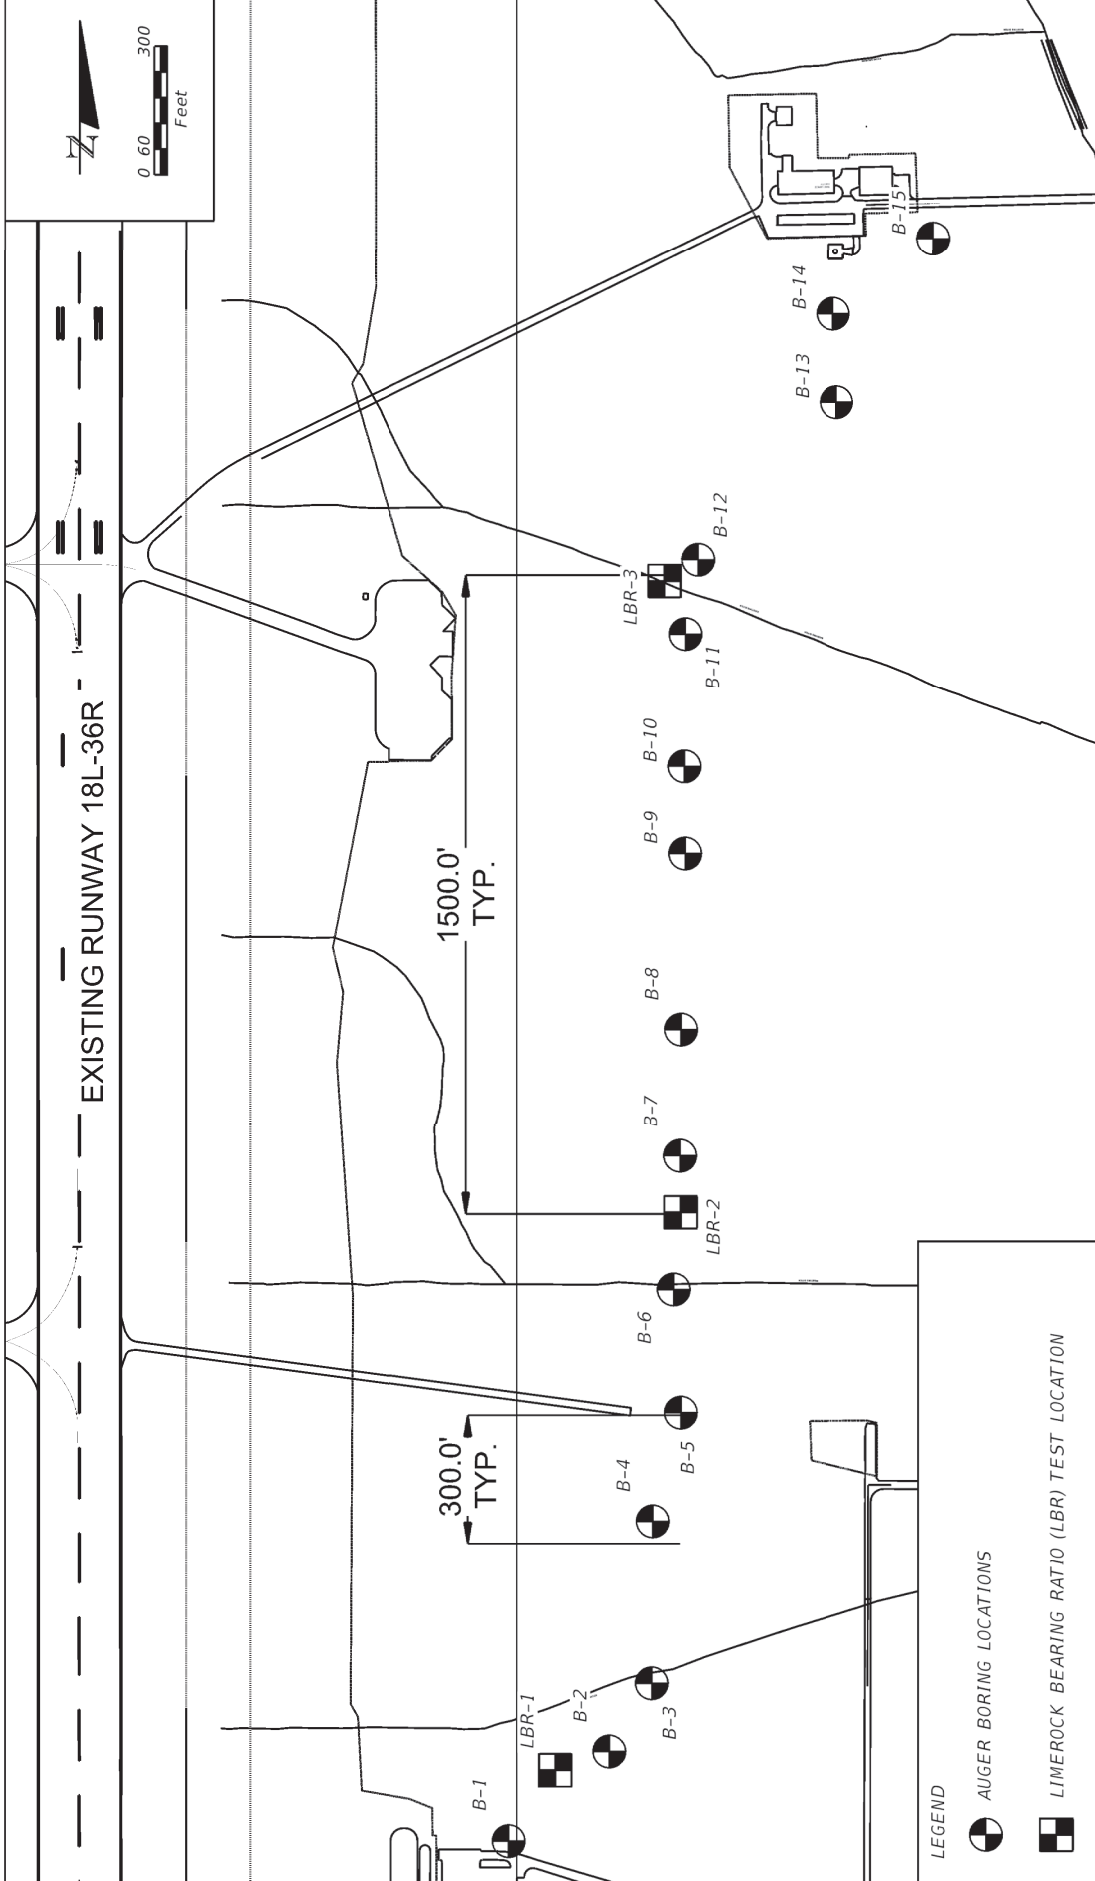 N
0 60 300
Feet
EXISTING RUNWAY 18L-36R
B-15
B-14
B-13
B-12
LBR-3
B-11
B-10
B-9
1500.0'
TYP.
B-8
B-7
LBR-2
B-6
300.0'
TYP.
B-5
B-4
B-3
B-2
LBR-1
B-1
LEGEND
AUGER BORING LOCATIONS
LIMEROCK BEARING RATIO (LBR) TEST LOCATION